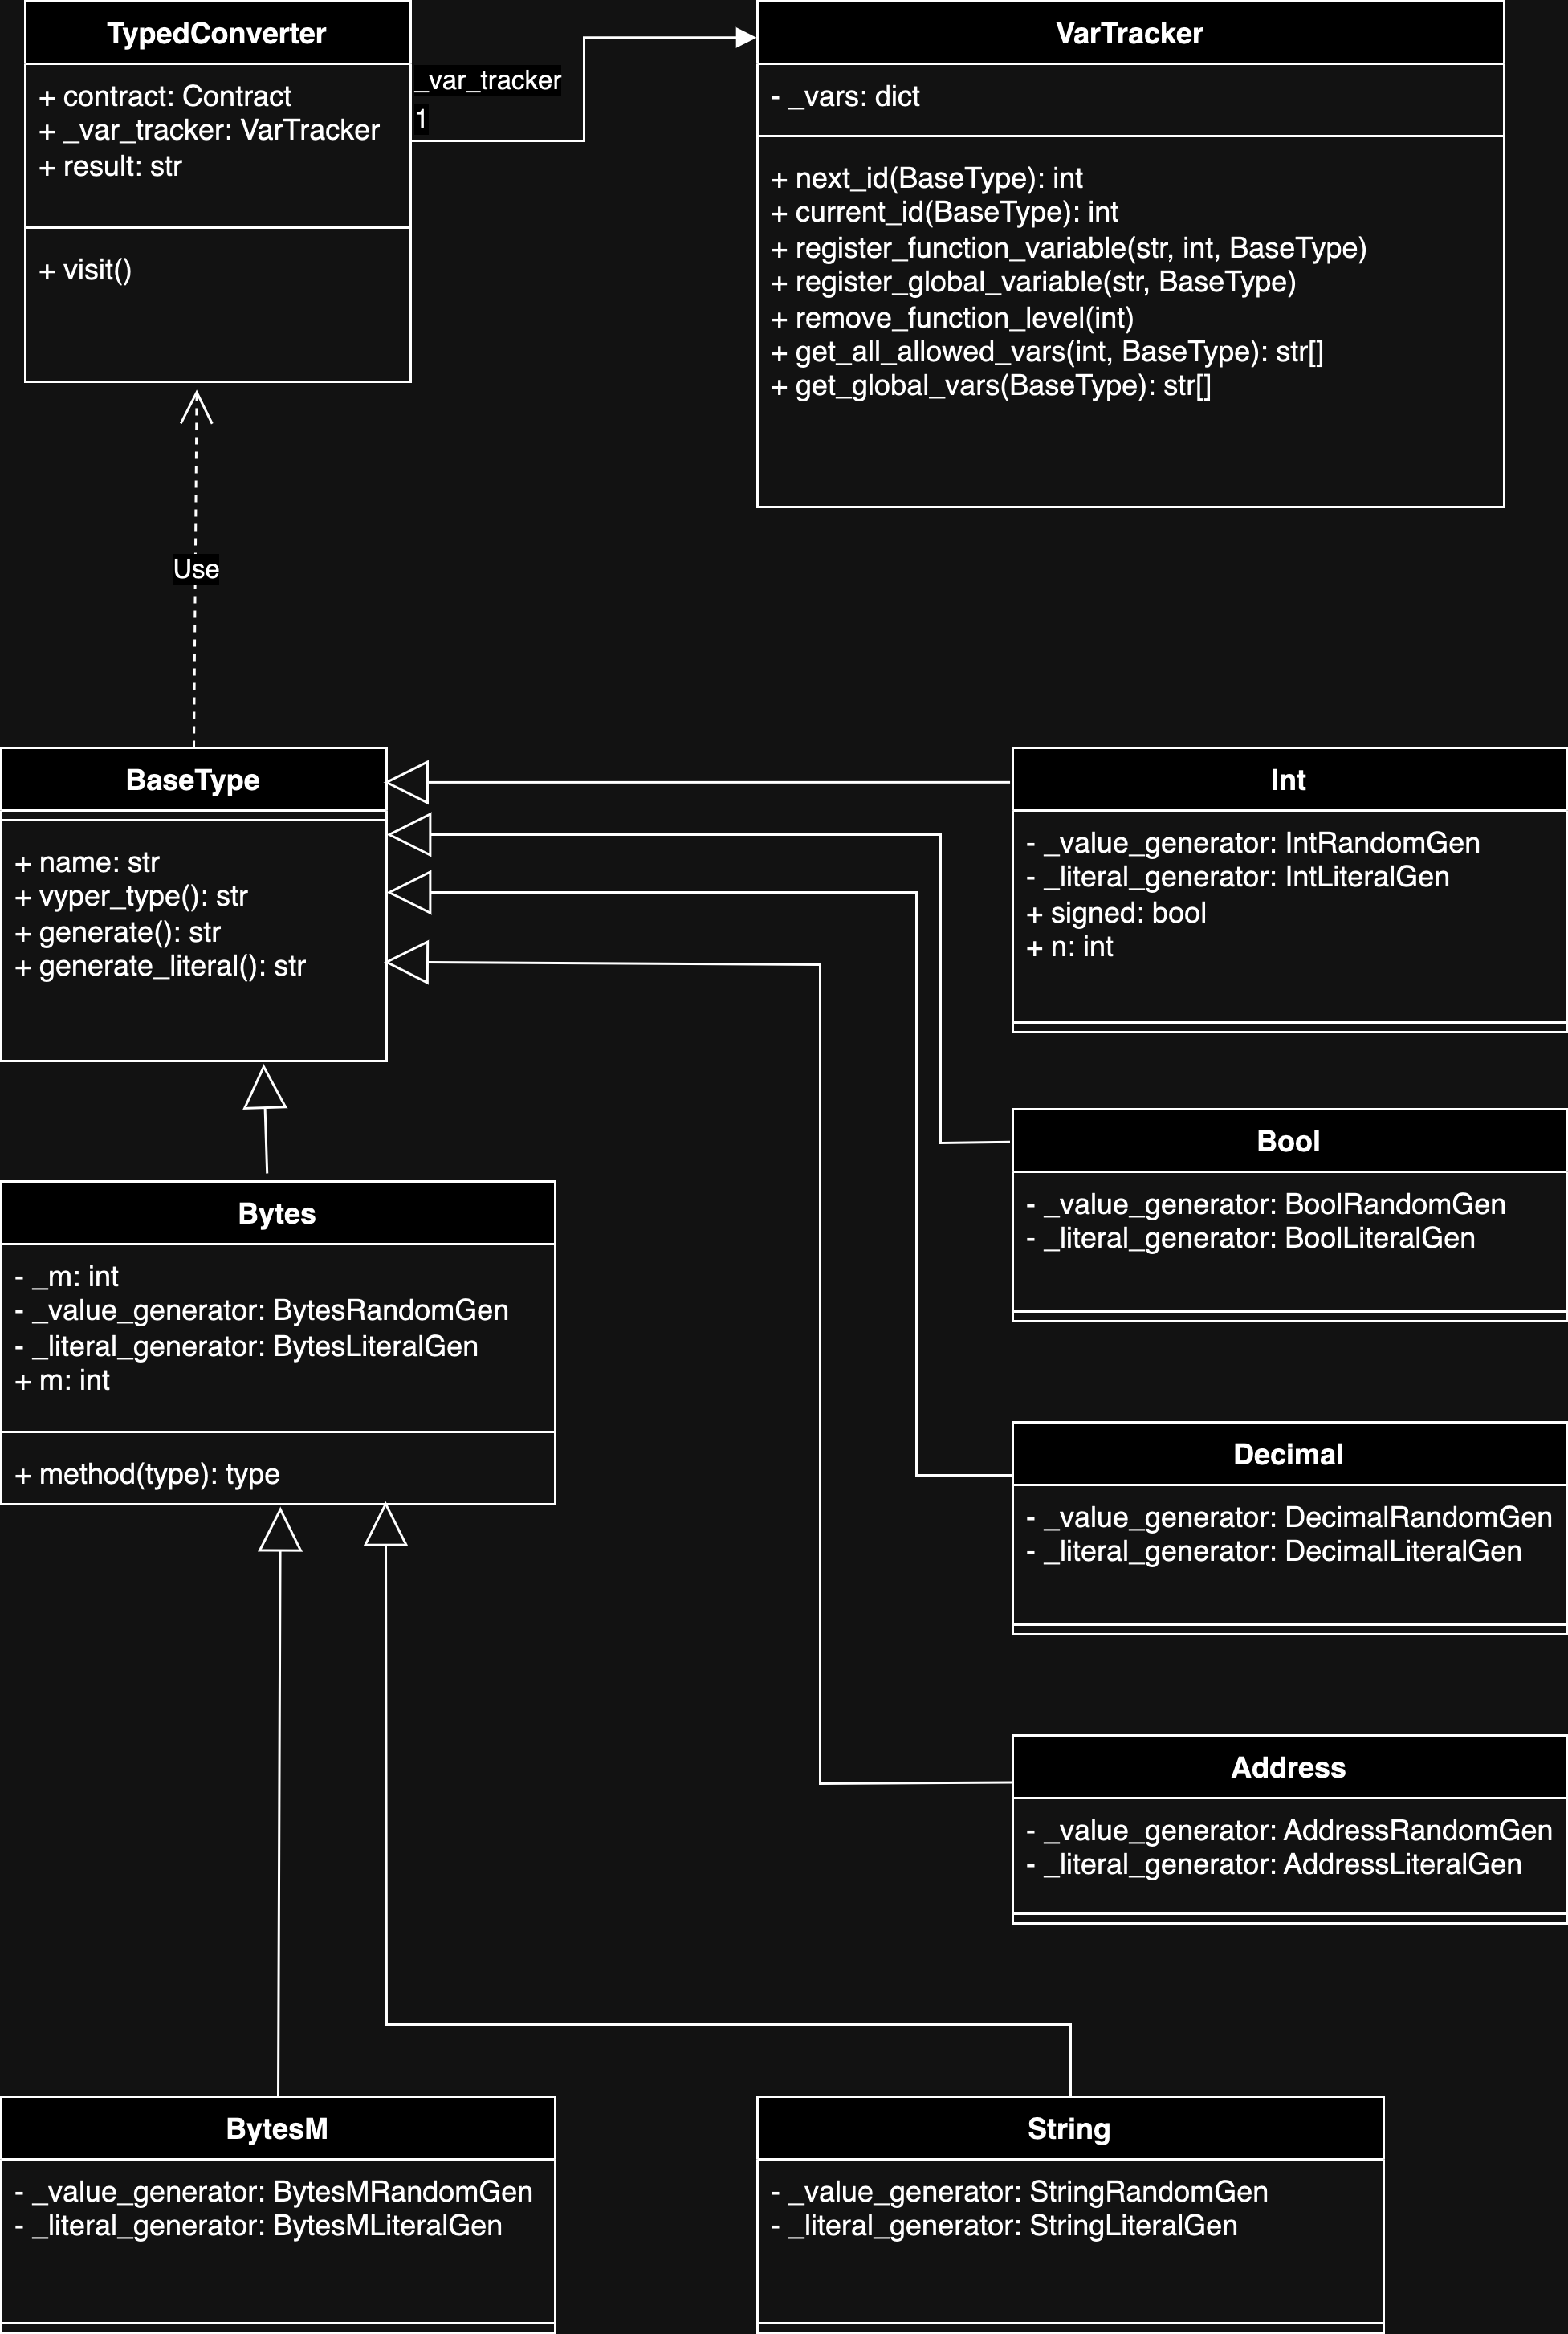 TypedConverter
+ contract: Contract
+ _var_tracker: VarTracker
+ result: str
+ visit()
_var_tracker
1
VarTracker
- _vars: dict
+ next_id(BaseType): int
+ current_id(BaseType): int
+ register_function_variable(str, int, BaseType)
+ register_global_variable(str, BaseType)
+ remove_function_level(int)
+ get_all_allowed_vars(int, BaseType): str[]
+ get_global_vars(BaseType): str[]
Use
BaseType
+ name: str
+ vyper_type(): str
+ generate(): str
+ generate_literal(): str
Int
- _value_generator: IntRandomGen
- _literal_generator: IntLiteralGen
+ signed: bool
+ n: int
Bool
- _value_generator: BoolRandomGen
- _literal_generator: BoolLiteralGen
Bytes
- _m: int
- _value_generator: BytesRandomGen
- _literal_generator: BytesLiteralGen
+ m: int
+ method(type): type
Decimal
- _value_generator: DecimalRandomGen
- _literal_generator: DecimalLiteralGen
Address
- _value_generator: AddressRandomGen
- _literal_generator: AddressLiteralGen
BytesM
- _value_generator: BytesMRandomGen
- _literal_generator: BytesMLiteralGen
String
- _value_generator: StringRandomGen
- _literal_generator: StringLiteralGen